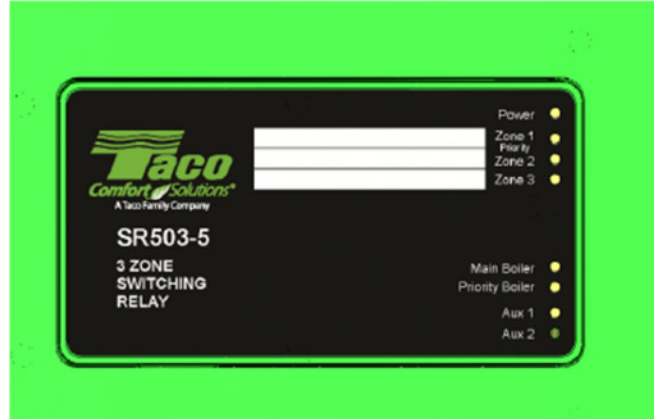 Taco
Comfort Solutions®
A Taco Family Company
SR503-5
3 ZONE
SWITCHING
RELAY
Power
Zone 1
Priority
Zone 2
Zone 3
Main Boiler
Priority Boiler
Aux 1
Aux 2